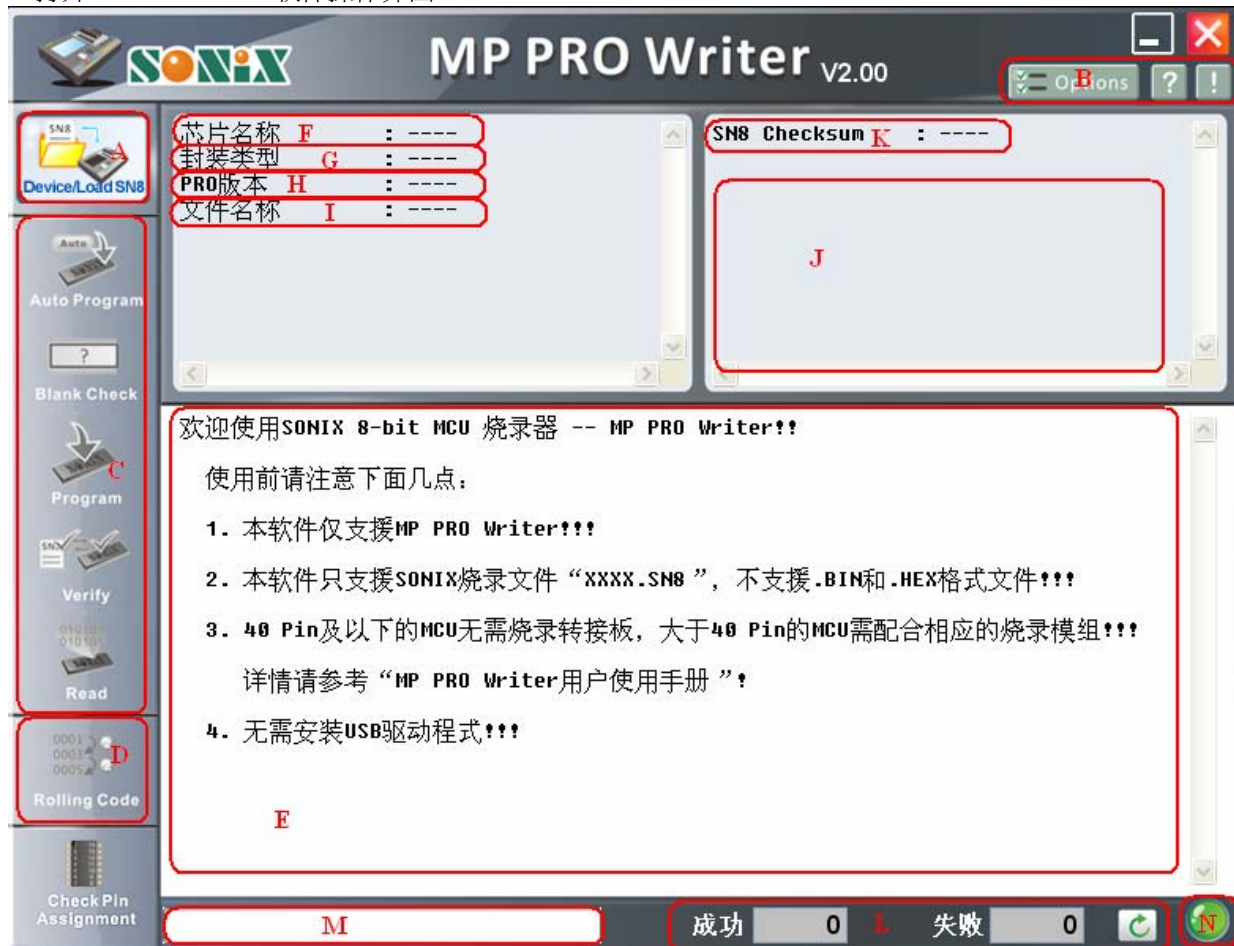 SONiX
MP PRO Writer V2.00
Options B ? !
SN8
A
Device/Load SN8
芯片名称 F : ----
封装类型 G : ----
PRO版本 H : ----
文件名称 I : ----
SN8 Checksum K : ----
J
Auto
Auto Program
?
Blank Check
C
Program
Verify
Read
D
Rolling Code
Check Pin
Assignment
欢迎使用SONIX 8-bit MCU 烧录器 -- MP PRO Writer!!
使用前请注意下面几点:
1. 本软件仅支援MP PRO Writer!!!
2. 本软件只支援SONIX烧录文件“XXXX.SN8”，不支援.BIN和.HEX格式文件!!!
3. 40 Pin及以下的MCU无需烧录转接板，大于40 Pin的MCU需配合相应的烧录模组!!!
详情请参考“MP PRO Writer用户使用手册”!
4. 无需安装USB驱动程式!!!
E
M
成功 0 L 失败 0
N